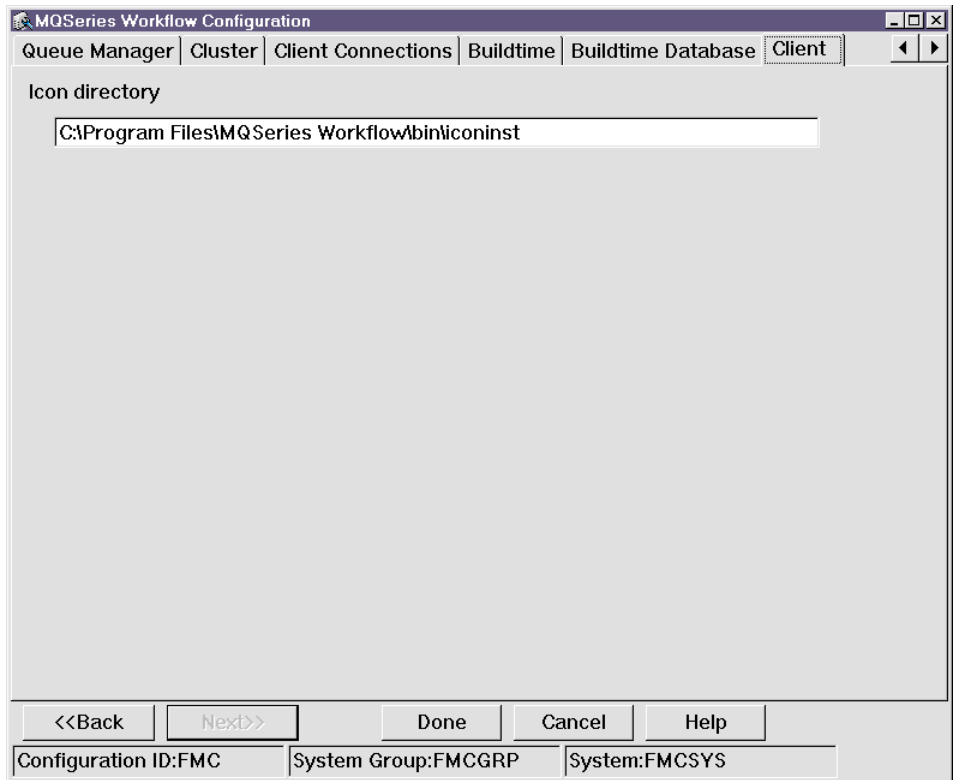 MQSeries Workflow Configuration
Queue Manager Cluster Client Connections Buildtime Buildtime Database Client
Icon directory
C:\Program Files\MQSeries Workflow\bin\iconinst
<<Back Next>> Done Cancel Help
Configuration ID:FMC System Group:FMCGRP System:FMCSYS